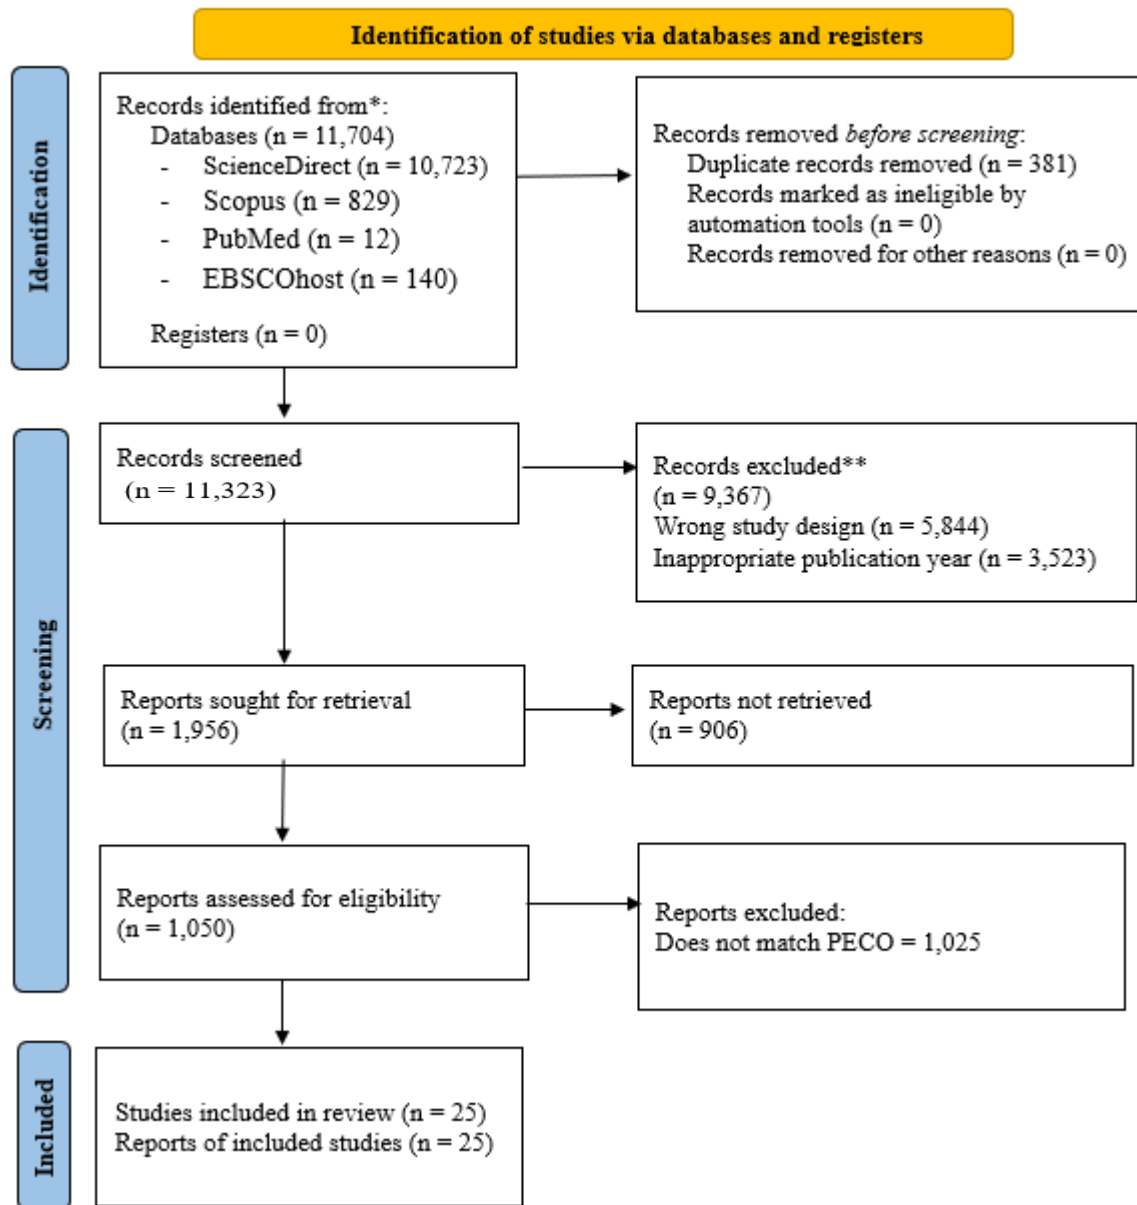 Identification of studies via databases and registers
Identification
Records identified from*:
Databases (n = 11,704)
- ScienceDirect (n = 10,723)
- Scopus (n = 829)
- PubMed (n = 12)
- EBSCOhost (n = 140)
Registers (n = 0)
Records removed before screening:
Duplicate records removed (n = 381)
Records marked as ineligible by
automation tools (n = 0)
Records removed for other reasons (n = 0)
Screening
Records screened
(n = 11,323)
Records excluded**
(n = 9,367)
Wrong study design (n = 5,844)
Inappropriate publication year (n = 3,523)
Reports sought for retrieval
(n = 1,956)
Reports not retrieved
(n = 906)
Reports assessed for eligibility
(n = 1,050)
Reports excluded:
Does not match PECO = 1,025
Included
Studies included in review (n = 25)
Reports of included studies (n = 25)